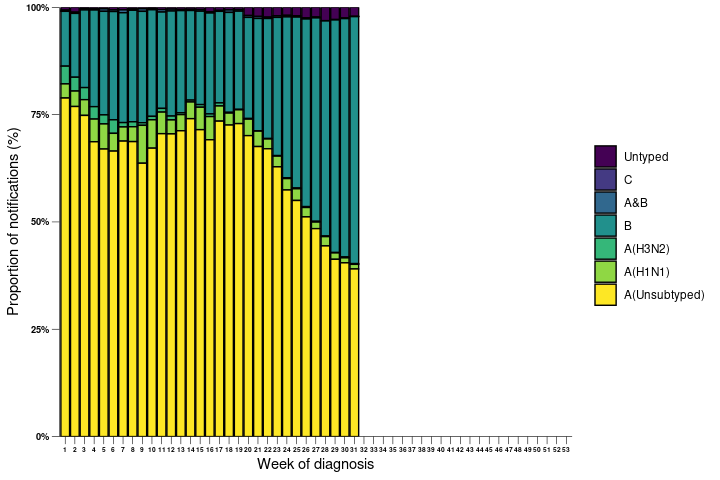 100%
75%
50%
25%
0%
Proportion of notifications (%)
1 2 3 4 5 6 7 8 9 10 11 12 13 14 15 16 17 18 19 20 21 22 23 24 25 26 27 28 29 30 31 32 33 34 35 36 37 38 39 40 41 42 43 44 45 46 47 48 49 50 51 52 53
Week of diagnosis
Untyped
C
A&B
B
A(H3N2)
A(H1N1)
A(Unsubtyped)